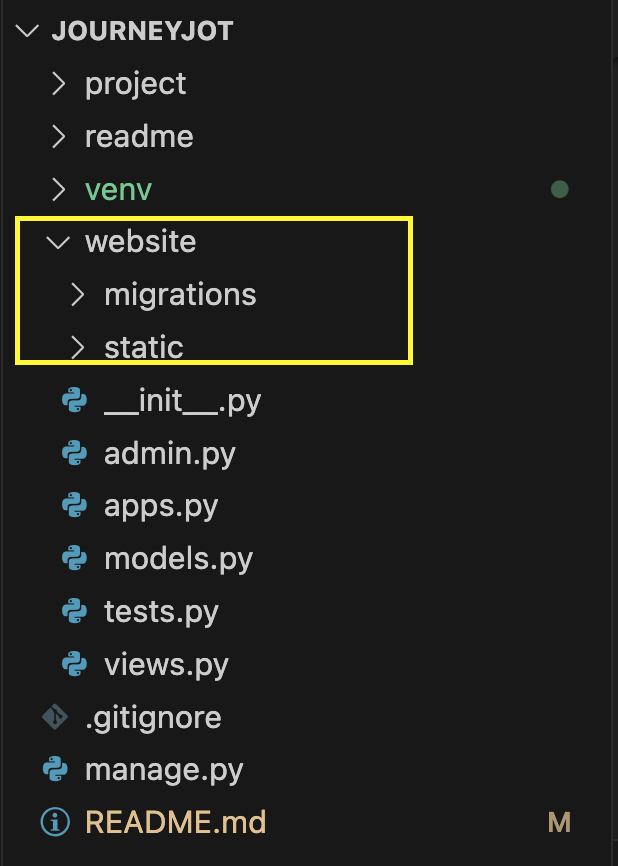 JOURNEYJOT
project
readme
venv
website
migrations
static
__init__.py
admin.py
apps.py
models.py
tests.py
views.py
.gitignore
manage.py
README.md M